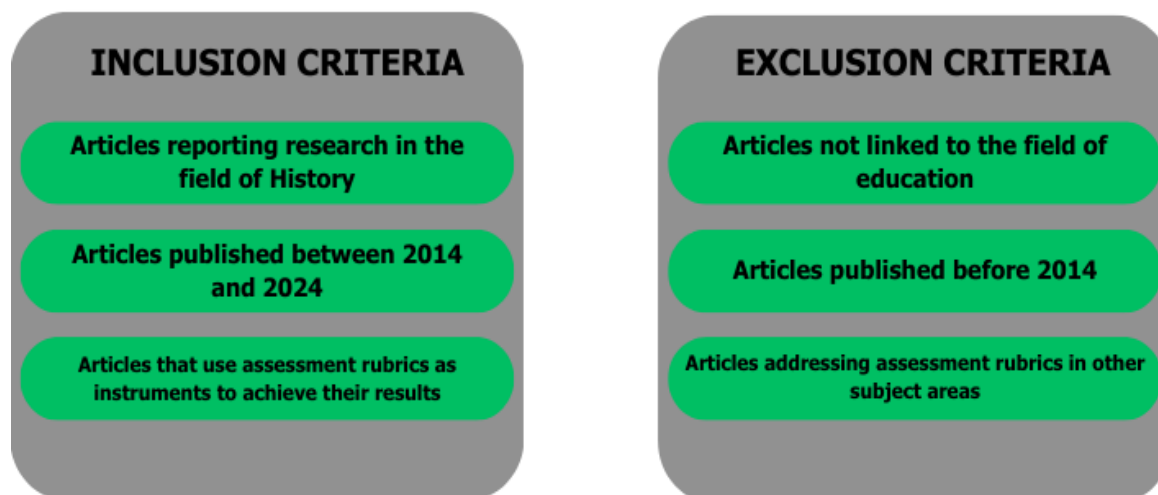 INCLUSION CRITERIA
Articles reporting research in the
field of History
Articles published between 2014
and 2024
Articles that use assessment rubrics as
instruments to achieve their results
EXCLUSION CRITERIA
Articles not linked to the field of
education
Articles published before 2014
Articles addressing assessment rubrics in other
subject areas